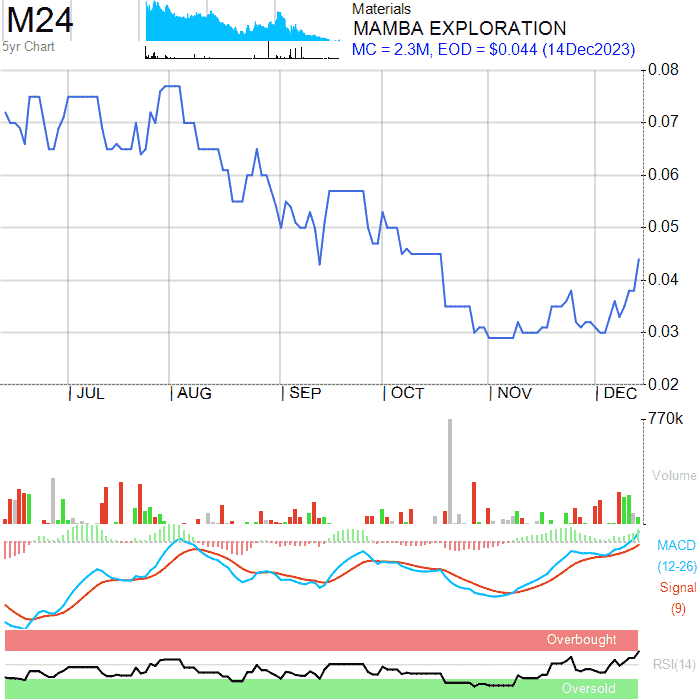 M24
5yr Chart
Materials
MAMBA EXPLORATION
MC = 2.3M, EOD = $0.044 (14Dec2023)
0.08
0.07
0.06
0.05
0.04
0.03
0.02
JUL
AUG
SEP
OCT
NOV
DEC
770k
Volume
MACD
(12-26)
Signal
(9)
Overbought
RSI(14)
Oversold